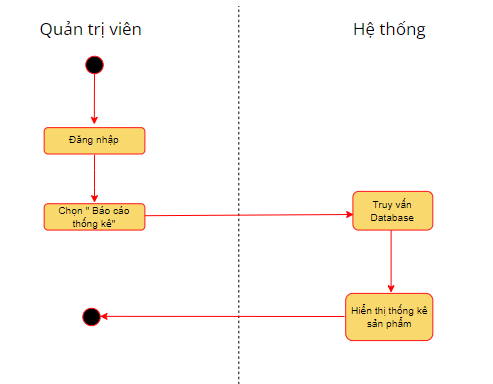 Quản trị viên
Hệ thống
Đăng nhập
Chọn " Báo cáo
thống kê"
Truy vấn
Database
Hiển thị thống kê
sản phẩm